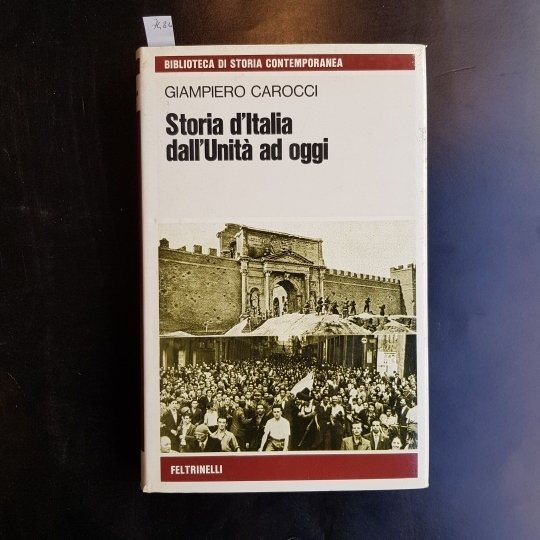 BIBLIOTECA DI STORIA CONTEMPORANEA
GIAMPIERO CAROCCI
Storia d'Italia
dall'Unità ad oggi
FELTRINELLI